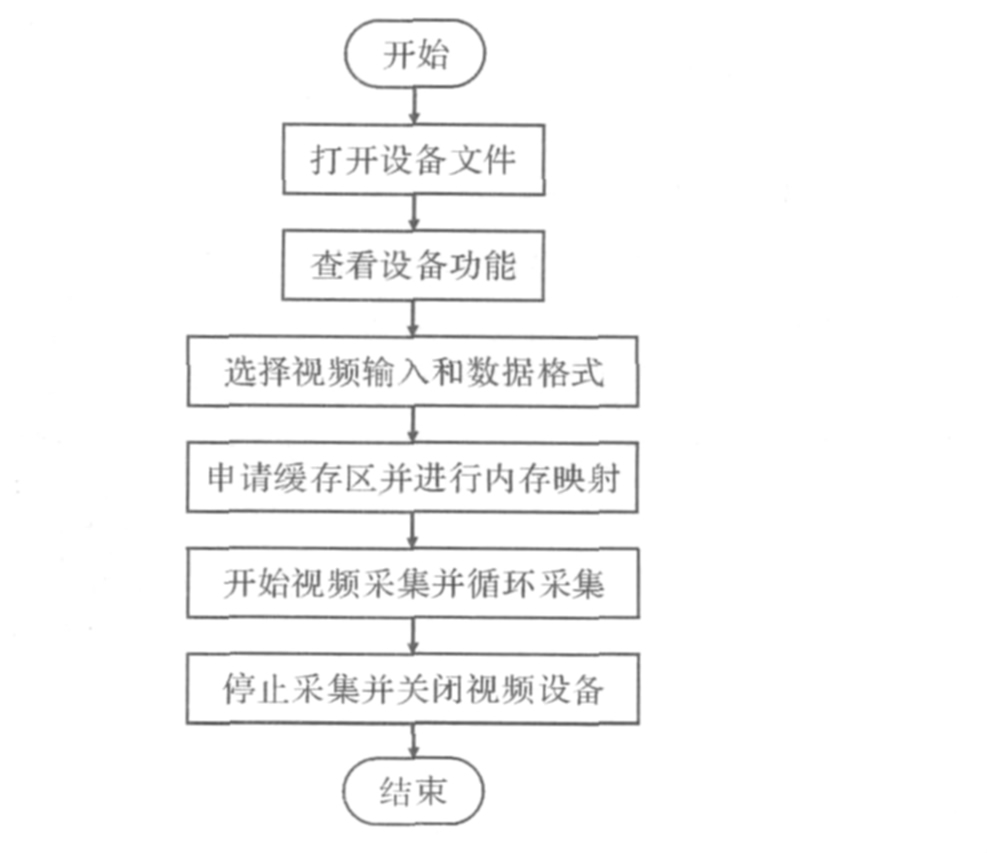 开始
打开设备文件
查看设备功能
选择视频输入和数据格式
申请缓存区并进行内存映射
开始视频采集并循环采集
停止采集并关闭视频设备
结束